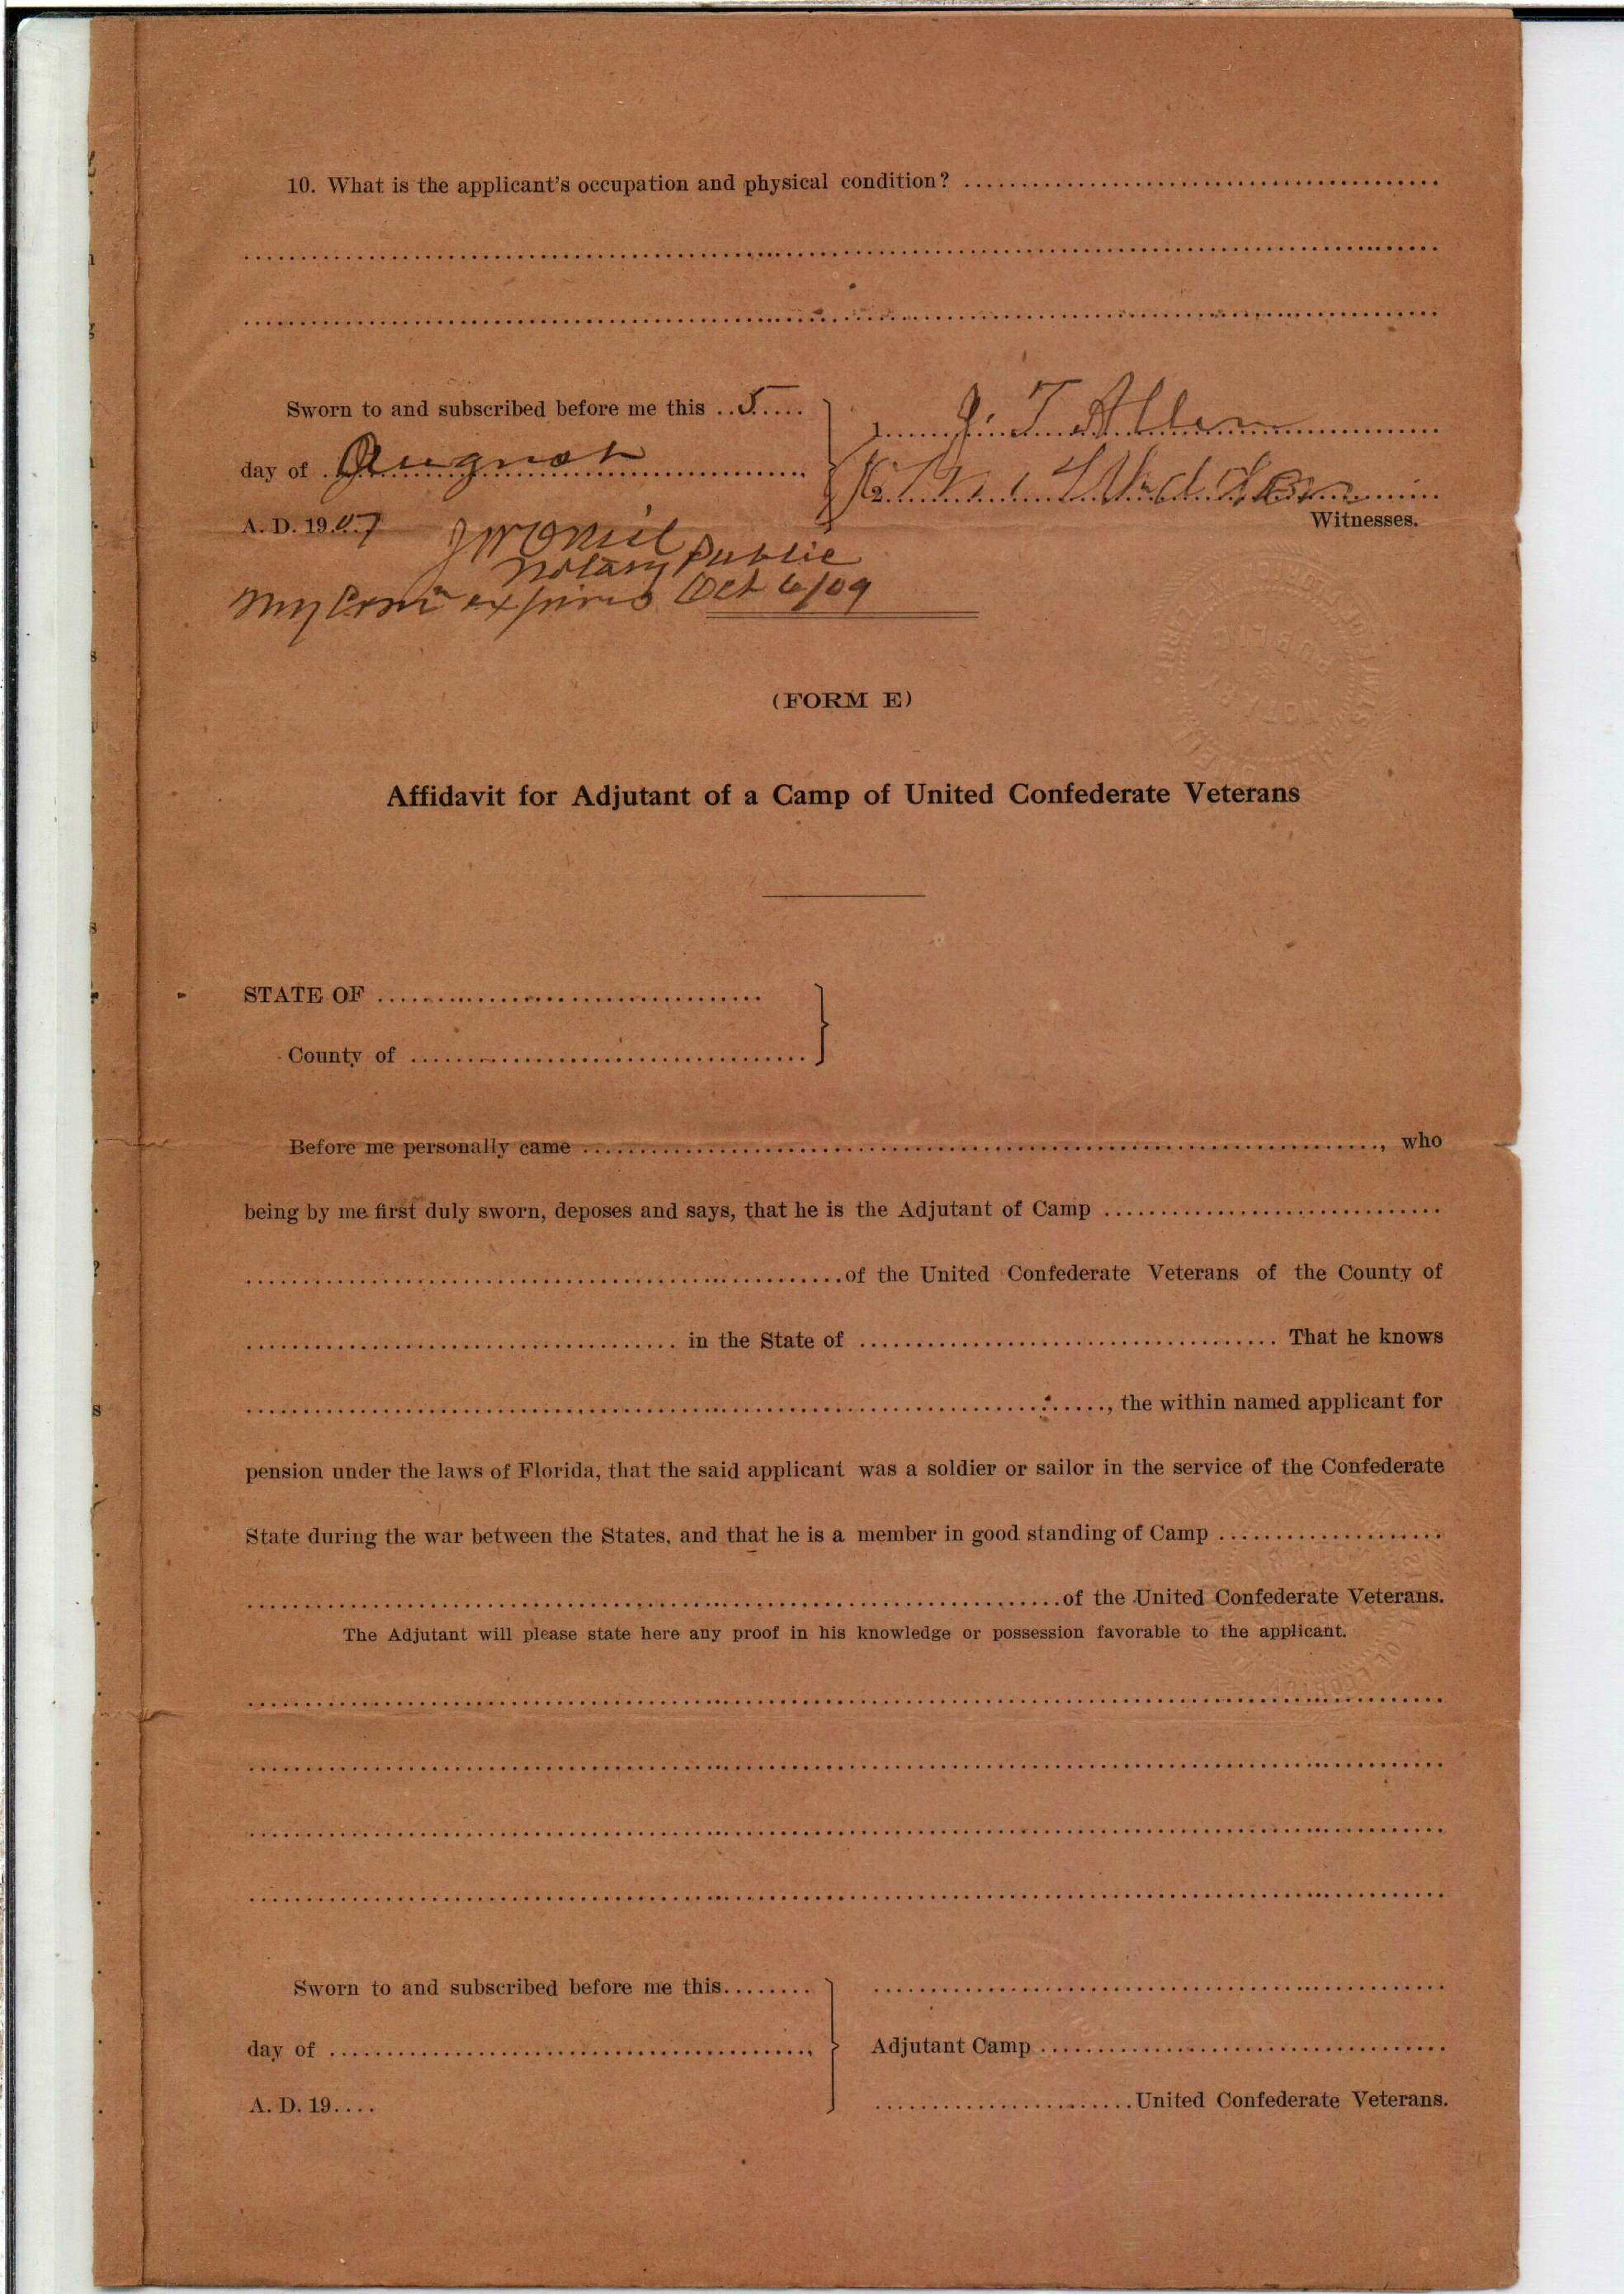 10. What is the applicant's occupation and physical condition? ........
Sworn to and subscribed before me this ..5....
day of August
A. D. 1907
Witnesses.
Notary Public
My Com expires Oct 6/09
(FORM E)
Affidavit for Adjutant of a Camp of United Confederate Veterans
STATE OF ........
County of ........
Before me personally came ........, who
being by me first duly sworn, deposes and says, that he is the Adjutant of Camp ........
........of the United Confederate Veterans of the County of
........ in the State of ........ That he knows
........, the within named applicant for
pension under the laws of Florida, that the said applicant was a soldier or sailor in the service of the Confederate
State during the war between the States, and that he is a member in good standing of Camp ........
........of the United Confederate Veterans.
The Adjutant will please state here any proof in his knowledge or possession favorable to the applicant.
Sworn to and subscribed before me this........
day of ........
Adjutant Camp ........
A. D. 19....
........United Confederate Veterans.